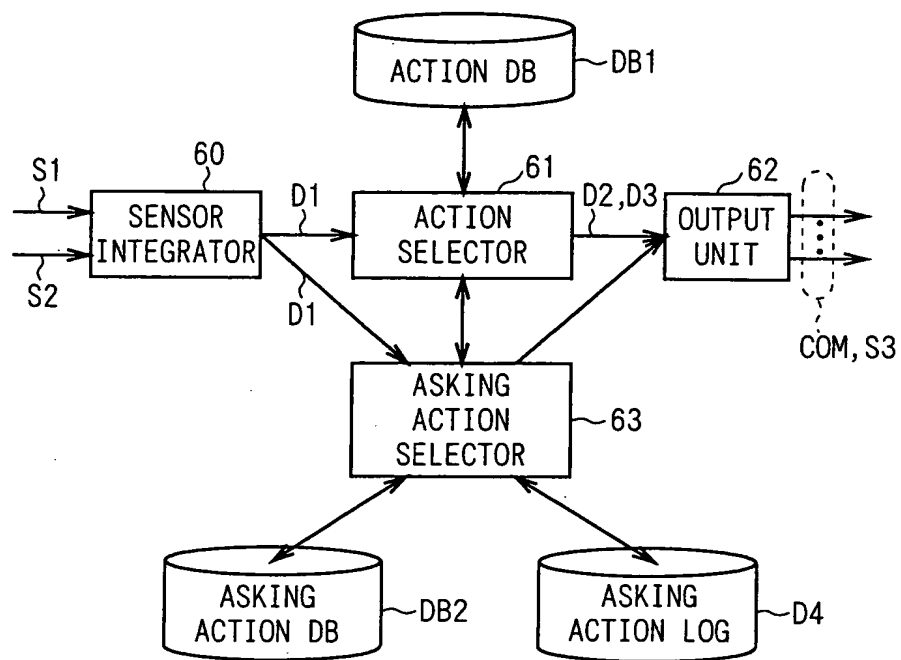 ACTION DB
DB1
S1
60
SENSOR
INTEGRATOR
S2
D1
D1
61
ACTION
SELECTOR
D2,D3
62
OUTPUT
UNIT
COM,S3
ASKING
ACTION
SELECTOR
63
ASKING
ACTION DB
DB2
ASKING
ACTION LOG
D4